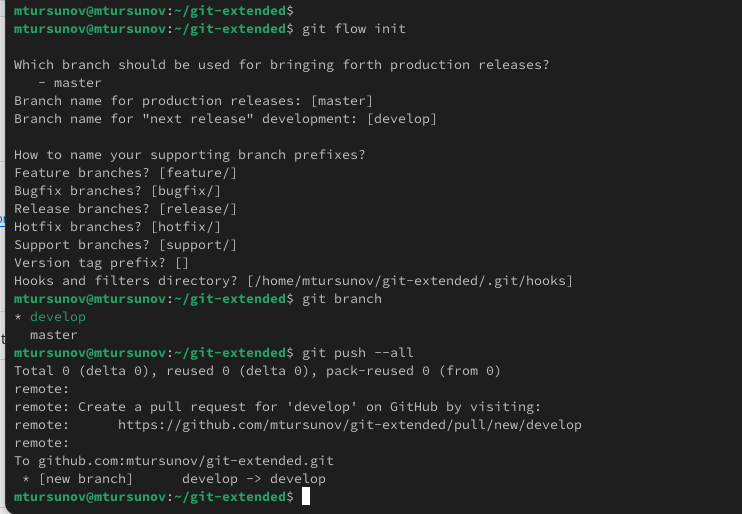 mtursunov@mtursunov:~/git-extended$
mtursunov@mtursunov:~/git-extended$ git flow init

Which branch should be used for bringing forth production releases?
   - master
Branch name for production releases: [master]
Branch name for "next release" development: [develop]

How to name your supporting branch prefixes?
Feature branches? [feature/]
Bugfix branches? [bugfix/]
Release branches? [release/]
Hotfix branches? [hotfix/]
Support branches? [support/]
Version tag prefix? []
Hooks and filters directory? [/home/mtursunov/git-extended/.git/hooks]
mtursunov@mtursunov:~/git-extended$ git branch
* develop
  master
mtursunov@mtursunov:~/git-extended$ git push --all
Total 0 (delta 0), reused 0 (delta 0), pack-reused 0 (from 0)
remote:
remote: Create a pull request for 'develop' on GitHub by visiting:
remote:      https://github.com/mtursunov/git-extended/pull/new/develop
remote:
To github.com:mtursunov/git-extended.git
 * [new branch]      develop -> develop
mtursunov@mtursunov:~/git-extended$